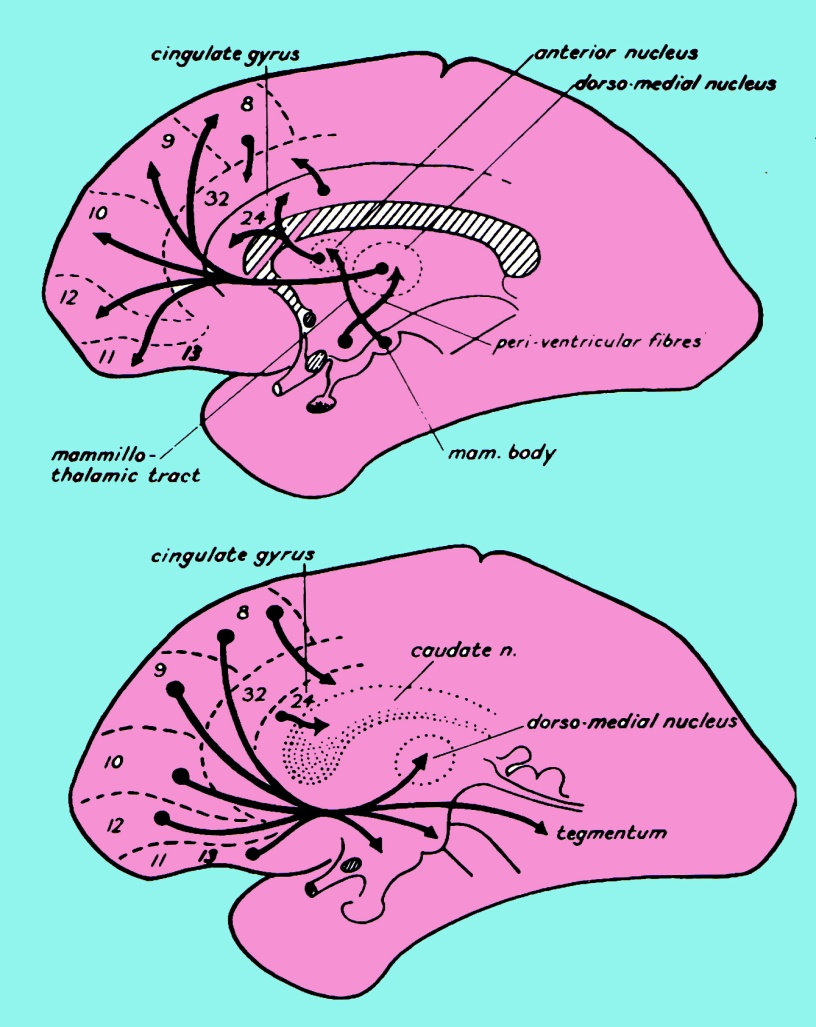 cingulate gyrus
anterior nucleus
dorso-medial nucleus
8
9
32
10
24
12
11
13
peri-ventricular fibres
mammillo-
thalamic tract
mam. body
cingulate gyrus
8
caudate n.
9
32
24
dorso-medial nucleus
10
12
tegmentum
11
13